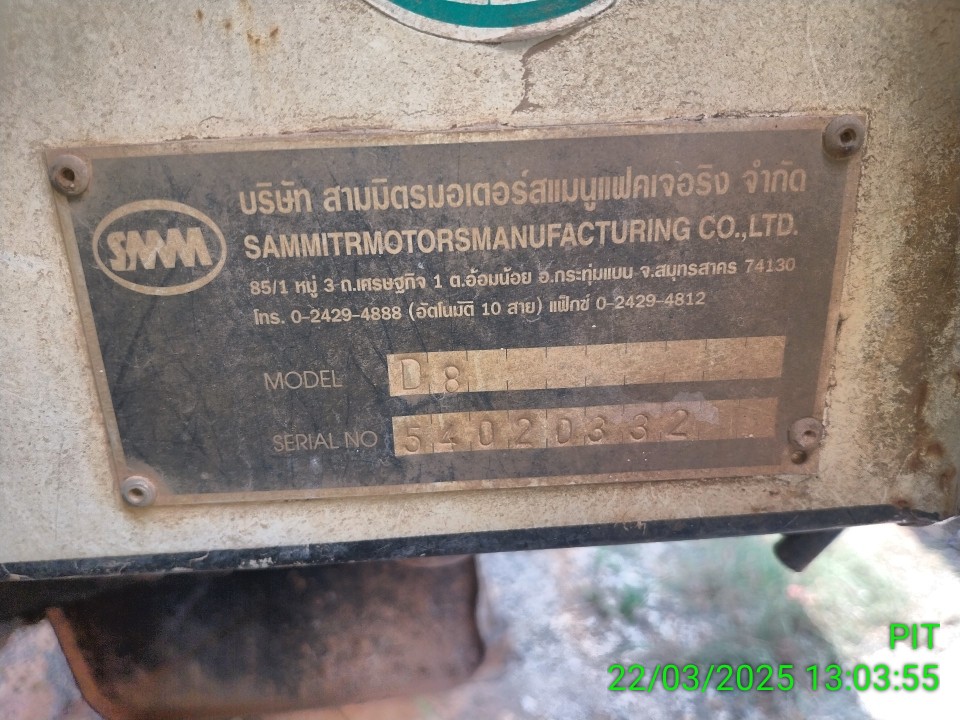 SMM
บริษัท สามมิตรมอเตอร์สแมนูแฟคเจอริง จำกัด
SAMMITRMOTORSMANUFACTURING CO.,LTD.
85/1 หมู่ 3 ถ.เศรษฐกิจ 1 ต.อ้อมน้อย อ.กระทุ่มแบน จ.สมุทรสาคร 74130
โทร. 0-2429-4888 (อัตโนมัติ 10 สาย) แฟ็กซ์ 0-2429-4812
MODEL D8
SERIAL NO 54020332
PIT
22/03/2025 13:03:55